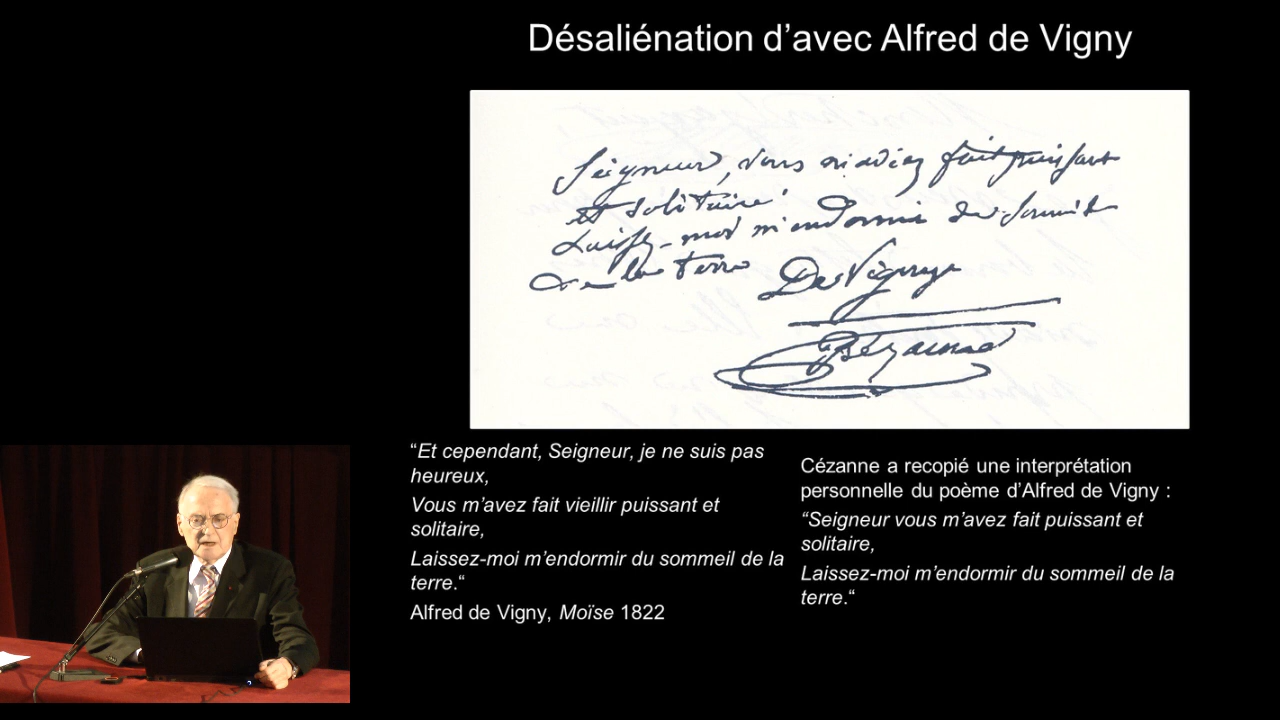 Désaliénation d’avec Alfred de Vigny
Seigneur, vous m'aviez fait puissant
et solitaire!
Laissez-moi m'endormir du sommeil
de la terre De Vignye
PCézanne
“Et cependant, Seigneur, je ne suis pas
heureux,
Vous m’avez fait vieillir puissant et
solitaire,
Laissez-moi m’endormir du sommeil de la
terre.“
Alfred de Vigny, Moïse 1822
Cézanne a recopié une interprétation
personnelle du poème d’Alfred de Vigny :
“Seigneur vous m’avez fait puissant et
solitaire,
Laissez-moi m’endormir du sommeil de la
terre.“